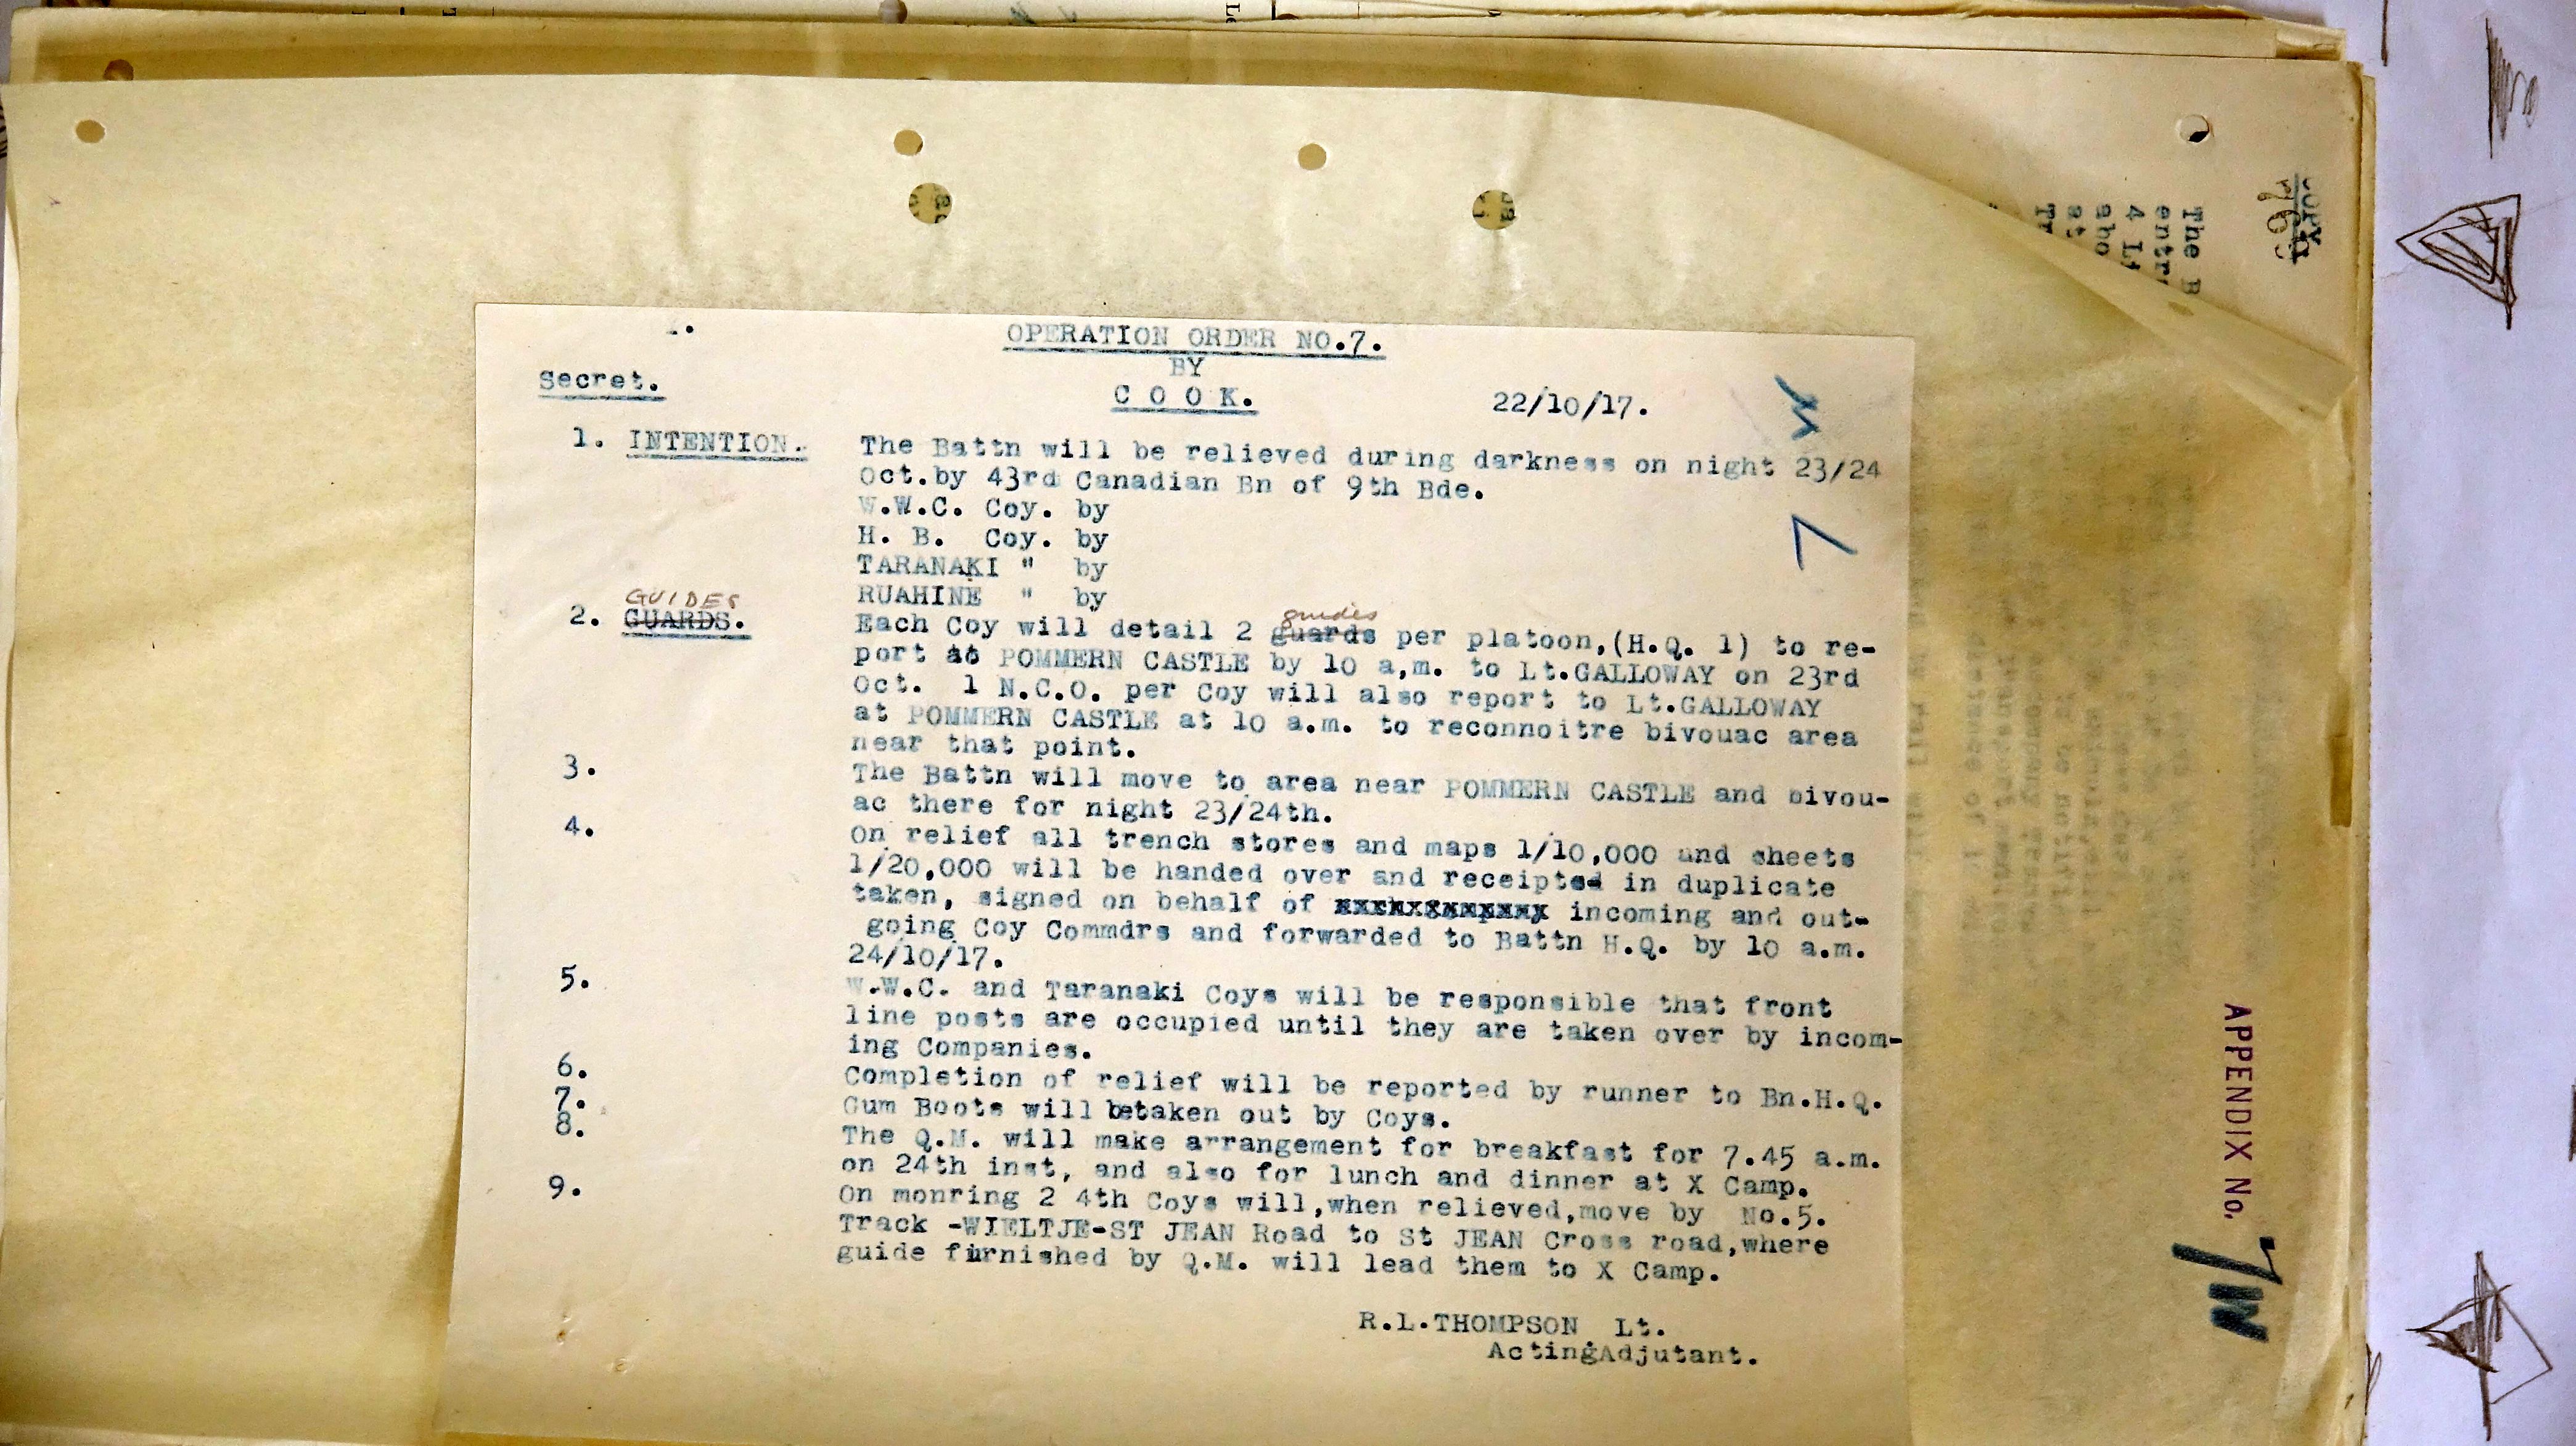 OPERATION ORDER NO.7.
BY
Secret.
C O O K.
22/10/17.
7 W
1. INTENTION. The Battn will be relieved during darkness on night 23/24
Oct.by 43rd Canadian Bn of 9th Bde.
W.W.C. Coy. by
H. B. Coy. by
TARANAKI " by
RUAHINE " by
GUIDES
guides
2. GUARDS. Each Coy will detail 2 guards per platoon,(H.Q. 1) to re-
port to POMMERN CASTLE by 10 a,m. to Lt.GALLOWAY on 23rd
Oct. 1 N.C.O. per Coy will also report to Lt.GALLOWAY
at POMMERN CASTLE at 10 a.m. to reconnoitre bivouac area
near that point.
3. The Battn will move to area near POMMERN CASTLE and bivou-
ac there for night 23/24th.
4. On relief all trench stores and maps 1/10,000 and sheets
1/20,000 will be handed over and receipted in duplicate
taken, signed on behalf of incoming and out-
going Coy Commdrs and forwarded to Battn H.Q. by 10 a.m.
24/10/17.
5. W.W.C. and Taranaki Coys will be responsible that front
line posts are occupied until they are taken over by incom-
ing Companies.
6. Completion of relief will be reported by runner to Bn.H.Q.
7. Gum Boots will betaken out by Coys.
8. The Q.M. will make arrangement for breakfast for 7.45 a.m.
on 24th inst, and also for lunch and dinner at X Camp.
9. On monring 2 4th Coys will,when relieved,move by No.5.
Track -WIELTJE-ST JEAN Road to St JEAN Cross road,where
guide furnished by Q.M. will lead them to X Camp.
R.L.THOMPSON Lt.
ActingAdjutant.
APPENDIX No. 7W
COPY
The B
entr
4 Lt
abo
at
Tr